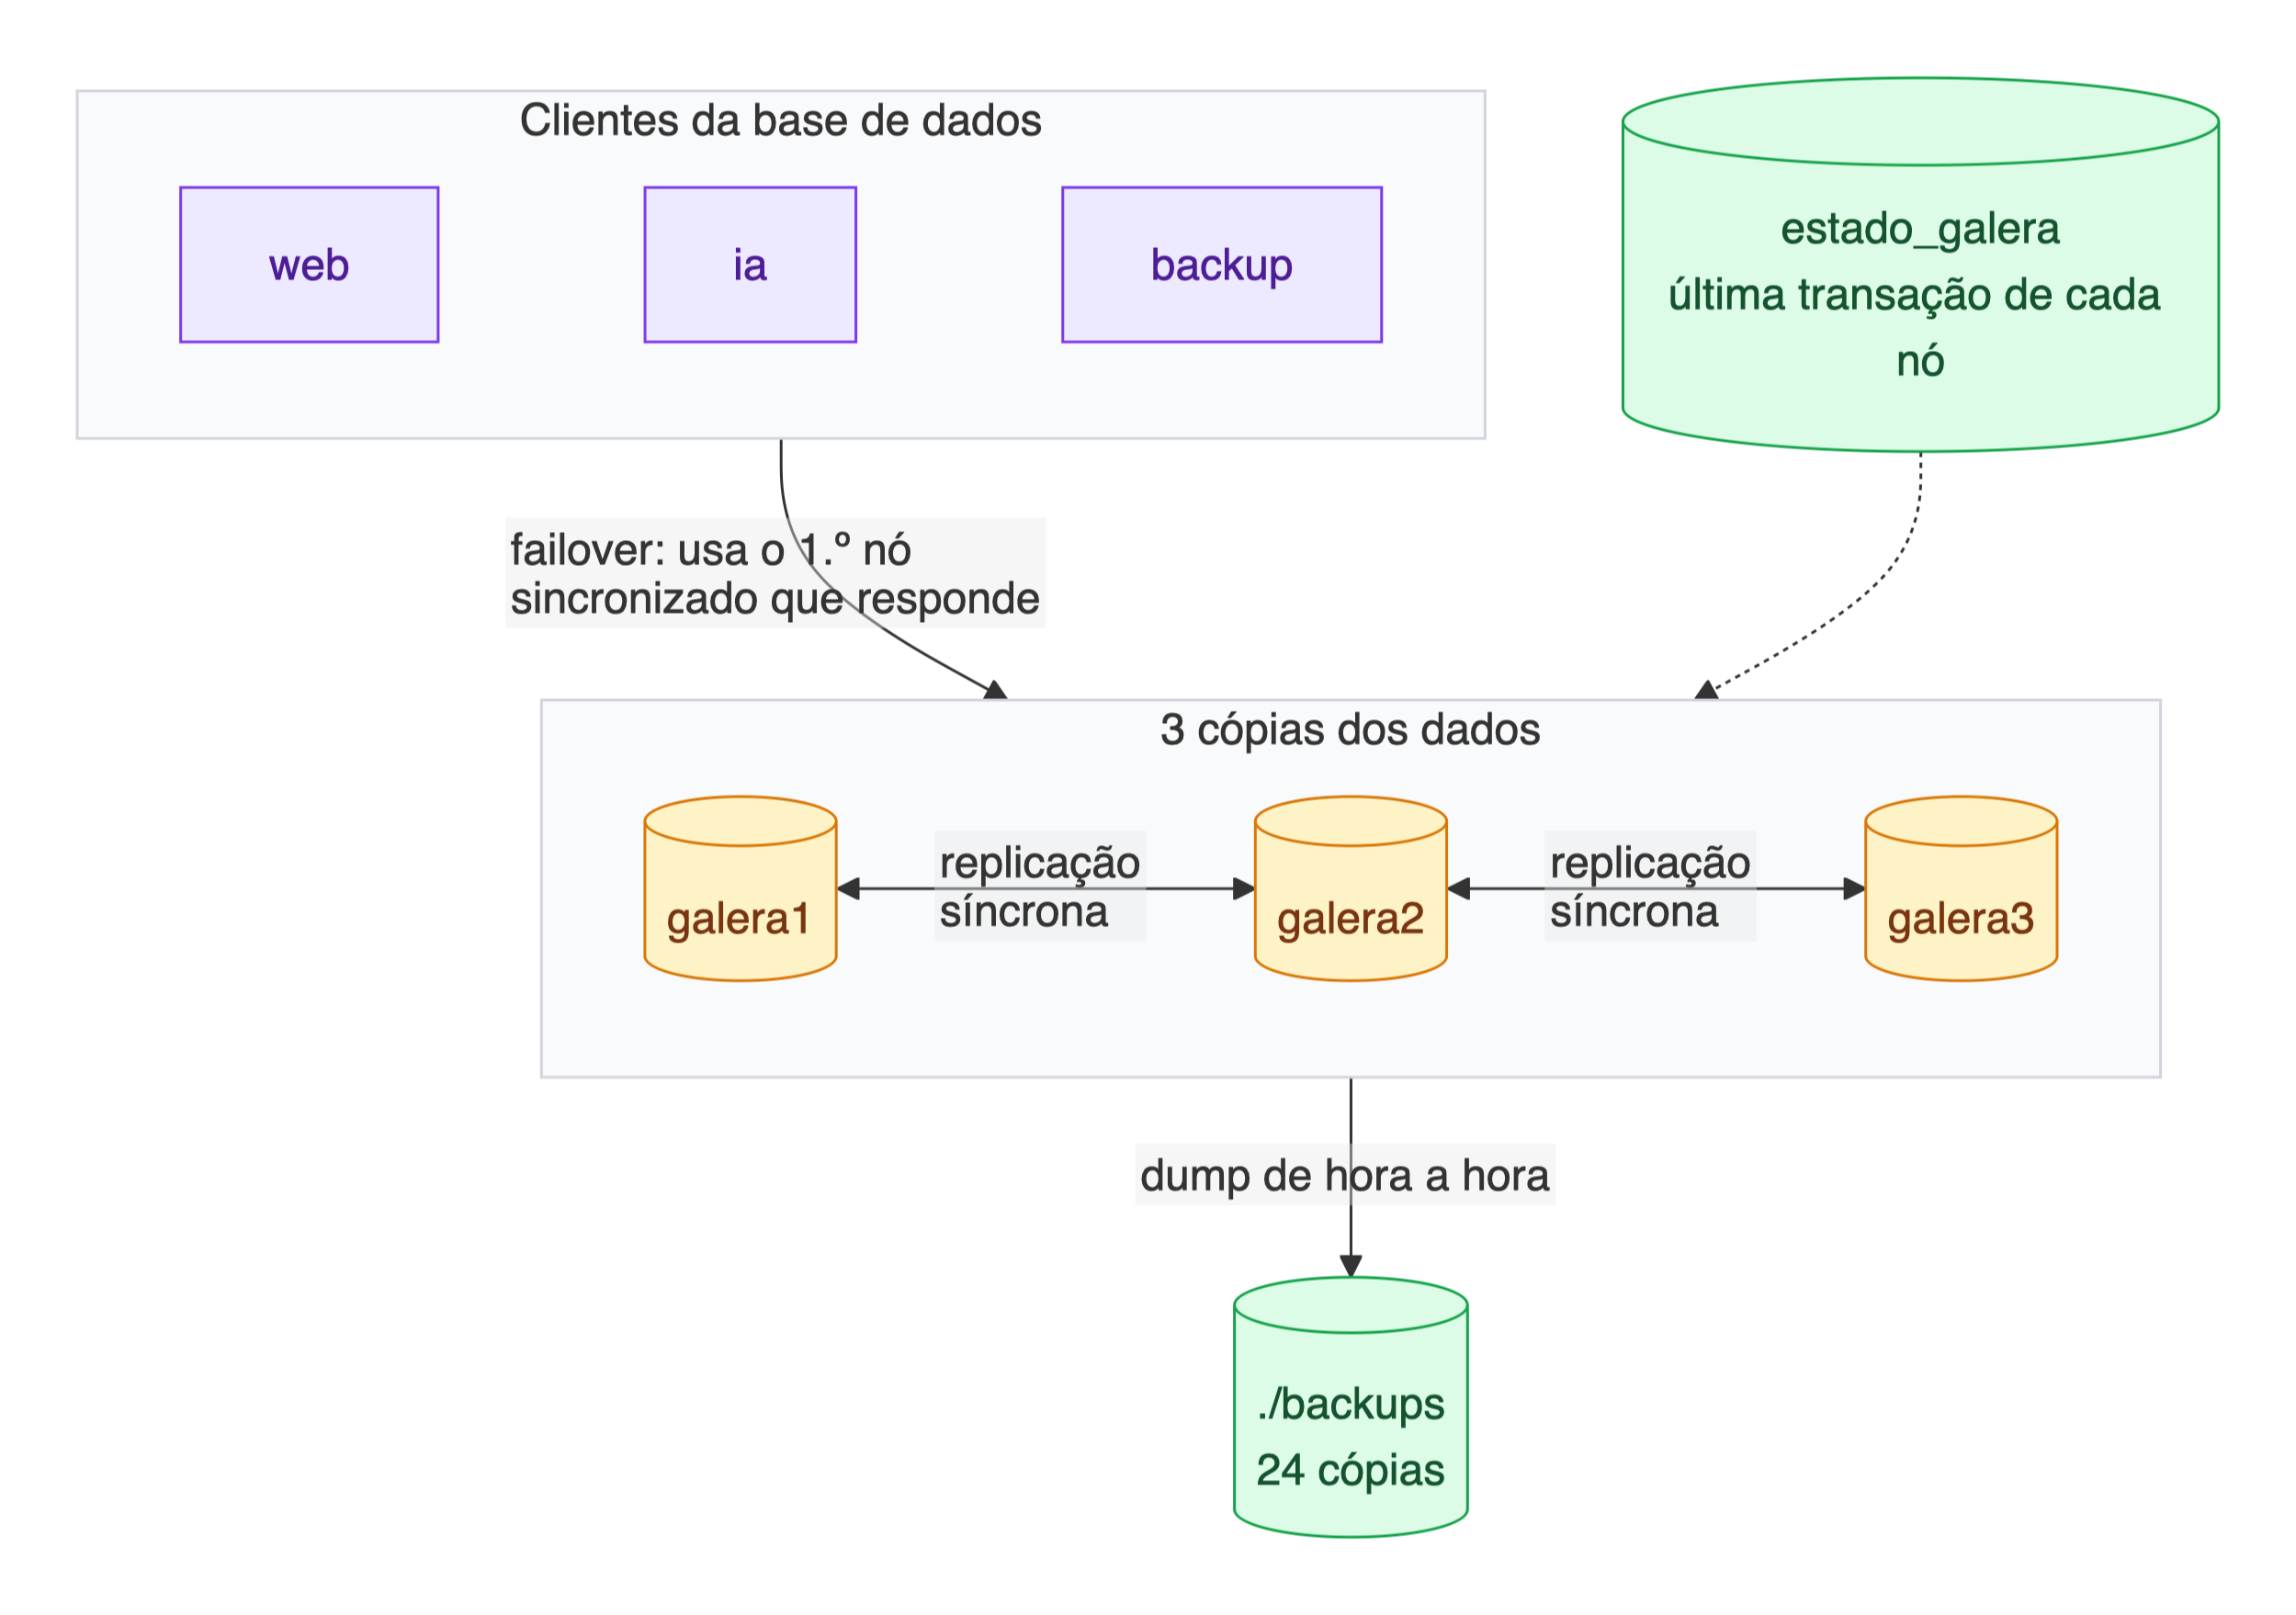 Clientes da base de dados
web
ia
backup
estado_galera
última transação de cada
nó
failover: usa o 1.º nó
sincronizado que responde
3 cópias dos dados
galera1
replicação
síncrona
galera2
replicação
síncrona
galera3
dump de hora a hora
./backups
24 cópias